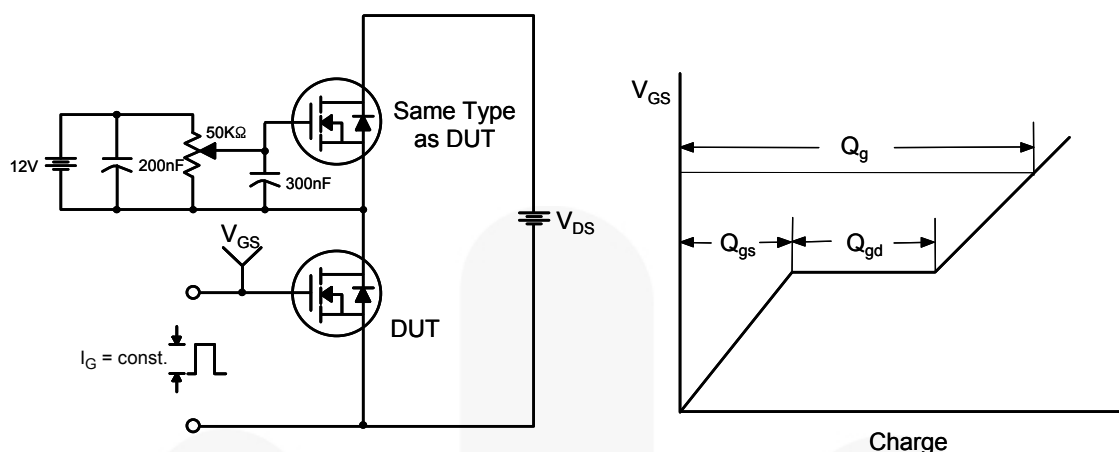 12V
200nF
50KΩ
300nF
Same Type
as DUT
V_DS
V_GS
DUT
I_G = const.
V_GS
Q_g
Q_gs
Q_gd
Charge